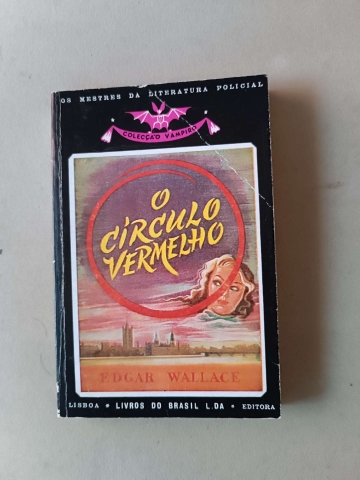 OS MESTRES DA LITERATURA POLICIAL
COLECÇÃO VAMPIRO
O
CÍRCULO
VERMELHO
EDGAR WALLACE
LISBOA • LIVROS DO BRASIL L.DA • EDITORA